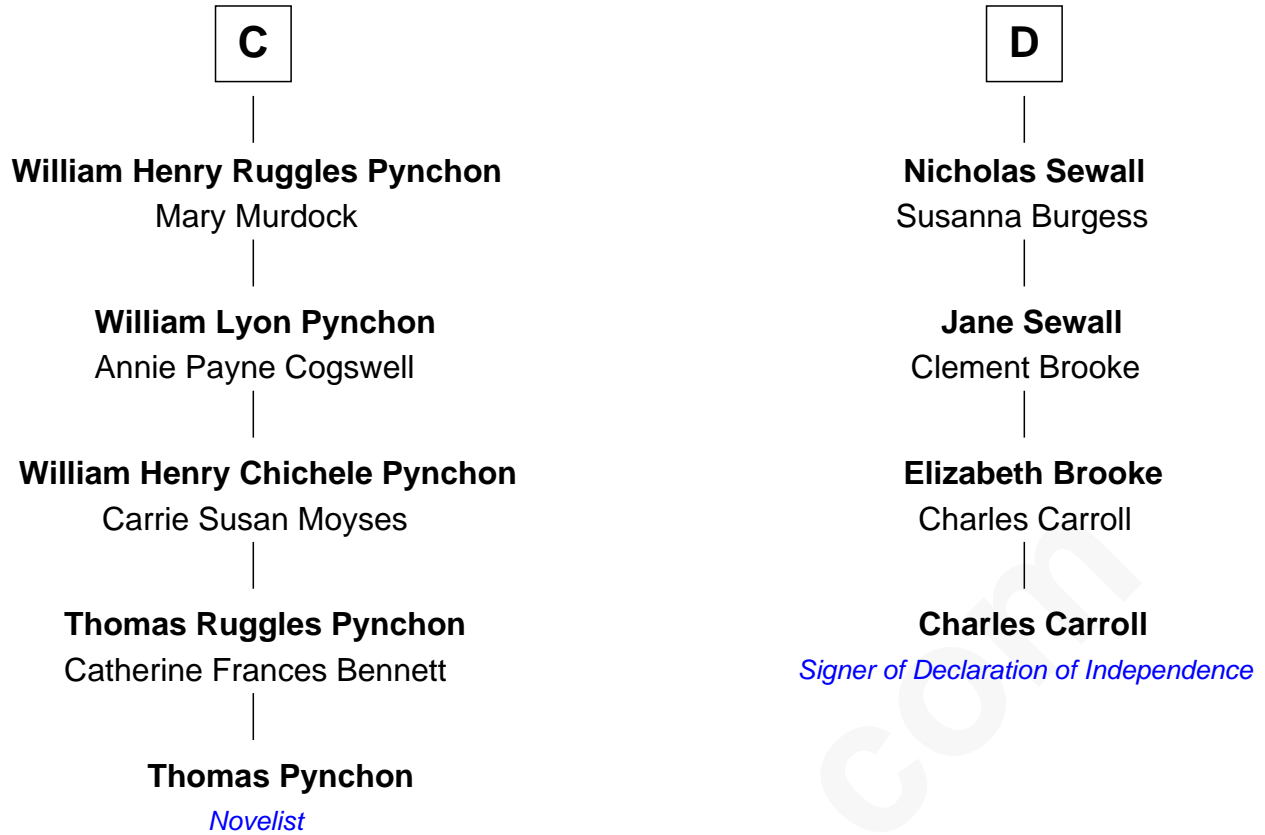 C
William Henry Ruggles Pynchon
Mary Murdock
William Lyon Pynchon
Annie Payne Cogswell
William Henry Chichele Pynchon
Carrie Susan Moyses
Thomas Ruggles Pynchon
Catherine Frances Bennett
Thomas Pynchon
Novelist
D
Nicholas Sewall
Susanna Burgess
Jane Sewall
Clement Brooke
Elizabeth Brooke
Charles Carroll
Charles Carroll
Signer of Declaration of Independence
com